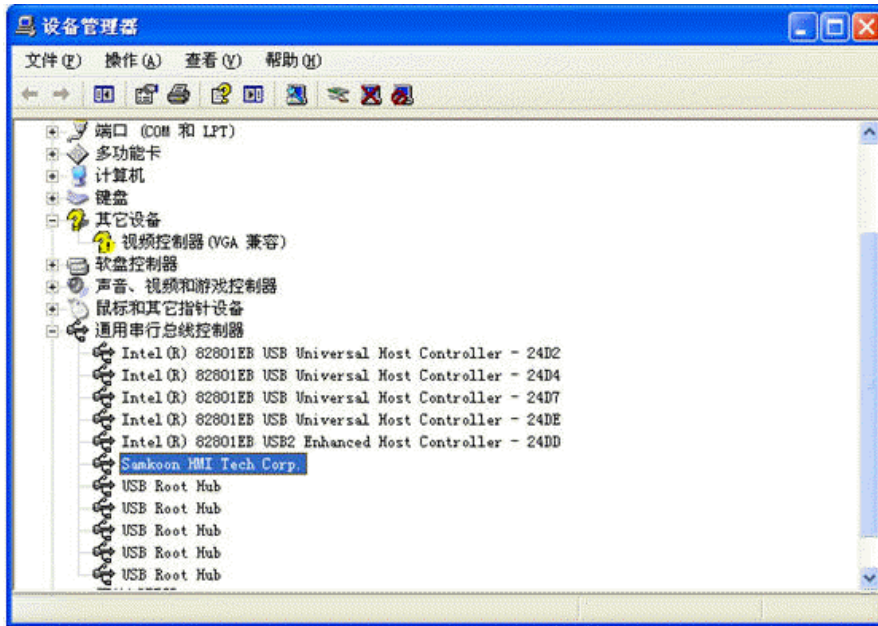 设备管理器
文件(F) 操作(A) 查看(V) 帮助(H)
端口 (COM 和 LPT)
多功能卡
计算机
键盘
其它设备
视频控制器(VGA 兼容)
软盘控制器
声音、视频和游戏控制器
鼠标和其它指针设备
通用串行总线控制器
Intel(R) 82801EB USB Universal Host Controller - 24D2
Intel(R) 82801EB USB Universal Host Controller - 24D4
Intel(R) 82801EB USB Universal Host Controller - 24D7
Intel(R) 82801EB USB Universal Host Controller - 24DE
Intel(R) 82801EB USB2 Enhanced Host Controller - 24DD
Samkoon HMI Tech Corp.
USB Root Hub
USB Root Hub
USB Root Hub
USB Root Hub
USB Root Hub